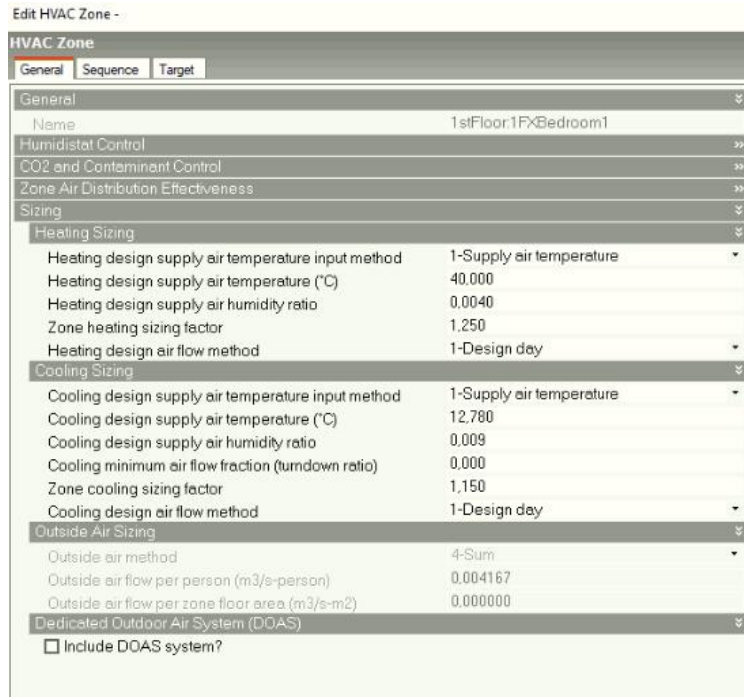 Edit HVAC Zone -
HVAC Zone
General Sequence Target
General
Name 1stFloor:1FXBedroom1
Humidistat Control
CO2 and Contaminant Control
Zone Air Distribution Effectiveness
Sizing
Heating Sizing
Heating design supply air temperature input method 1-Supply air temperature
Heating design supply air temperature (°C) 40,000
Heating design supply air humidity ratio 0,0040
Zone heating sizing factor 1,250
Heating design air flow method 1-Design day
Cooling Sizing
Cooling design supply air temperature input method 1-Supply air temperature
Cooling design supply air temperature (°C) 12,780
Cooling design supply air humidity ratio 0,009
Cooling minimum air flow fraction (turndown ratio) 0,000
Zone cooling sizing factor 1,150
Cooling design air flow method 1-Design day
Outside Air Sizing
Outside air method 4-Sum
Outside air flow per person (m3/s-person) 0,004167
Outside air flow per zone floor area (m3/s-m2) 0,000000
Dedicated Outdoor Air System (DOAS)
Include DOAS system?